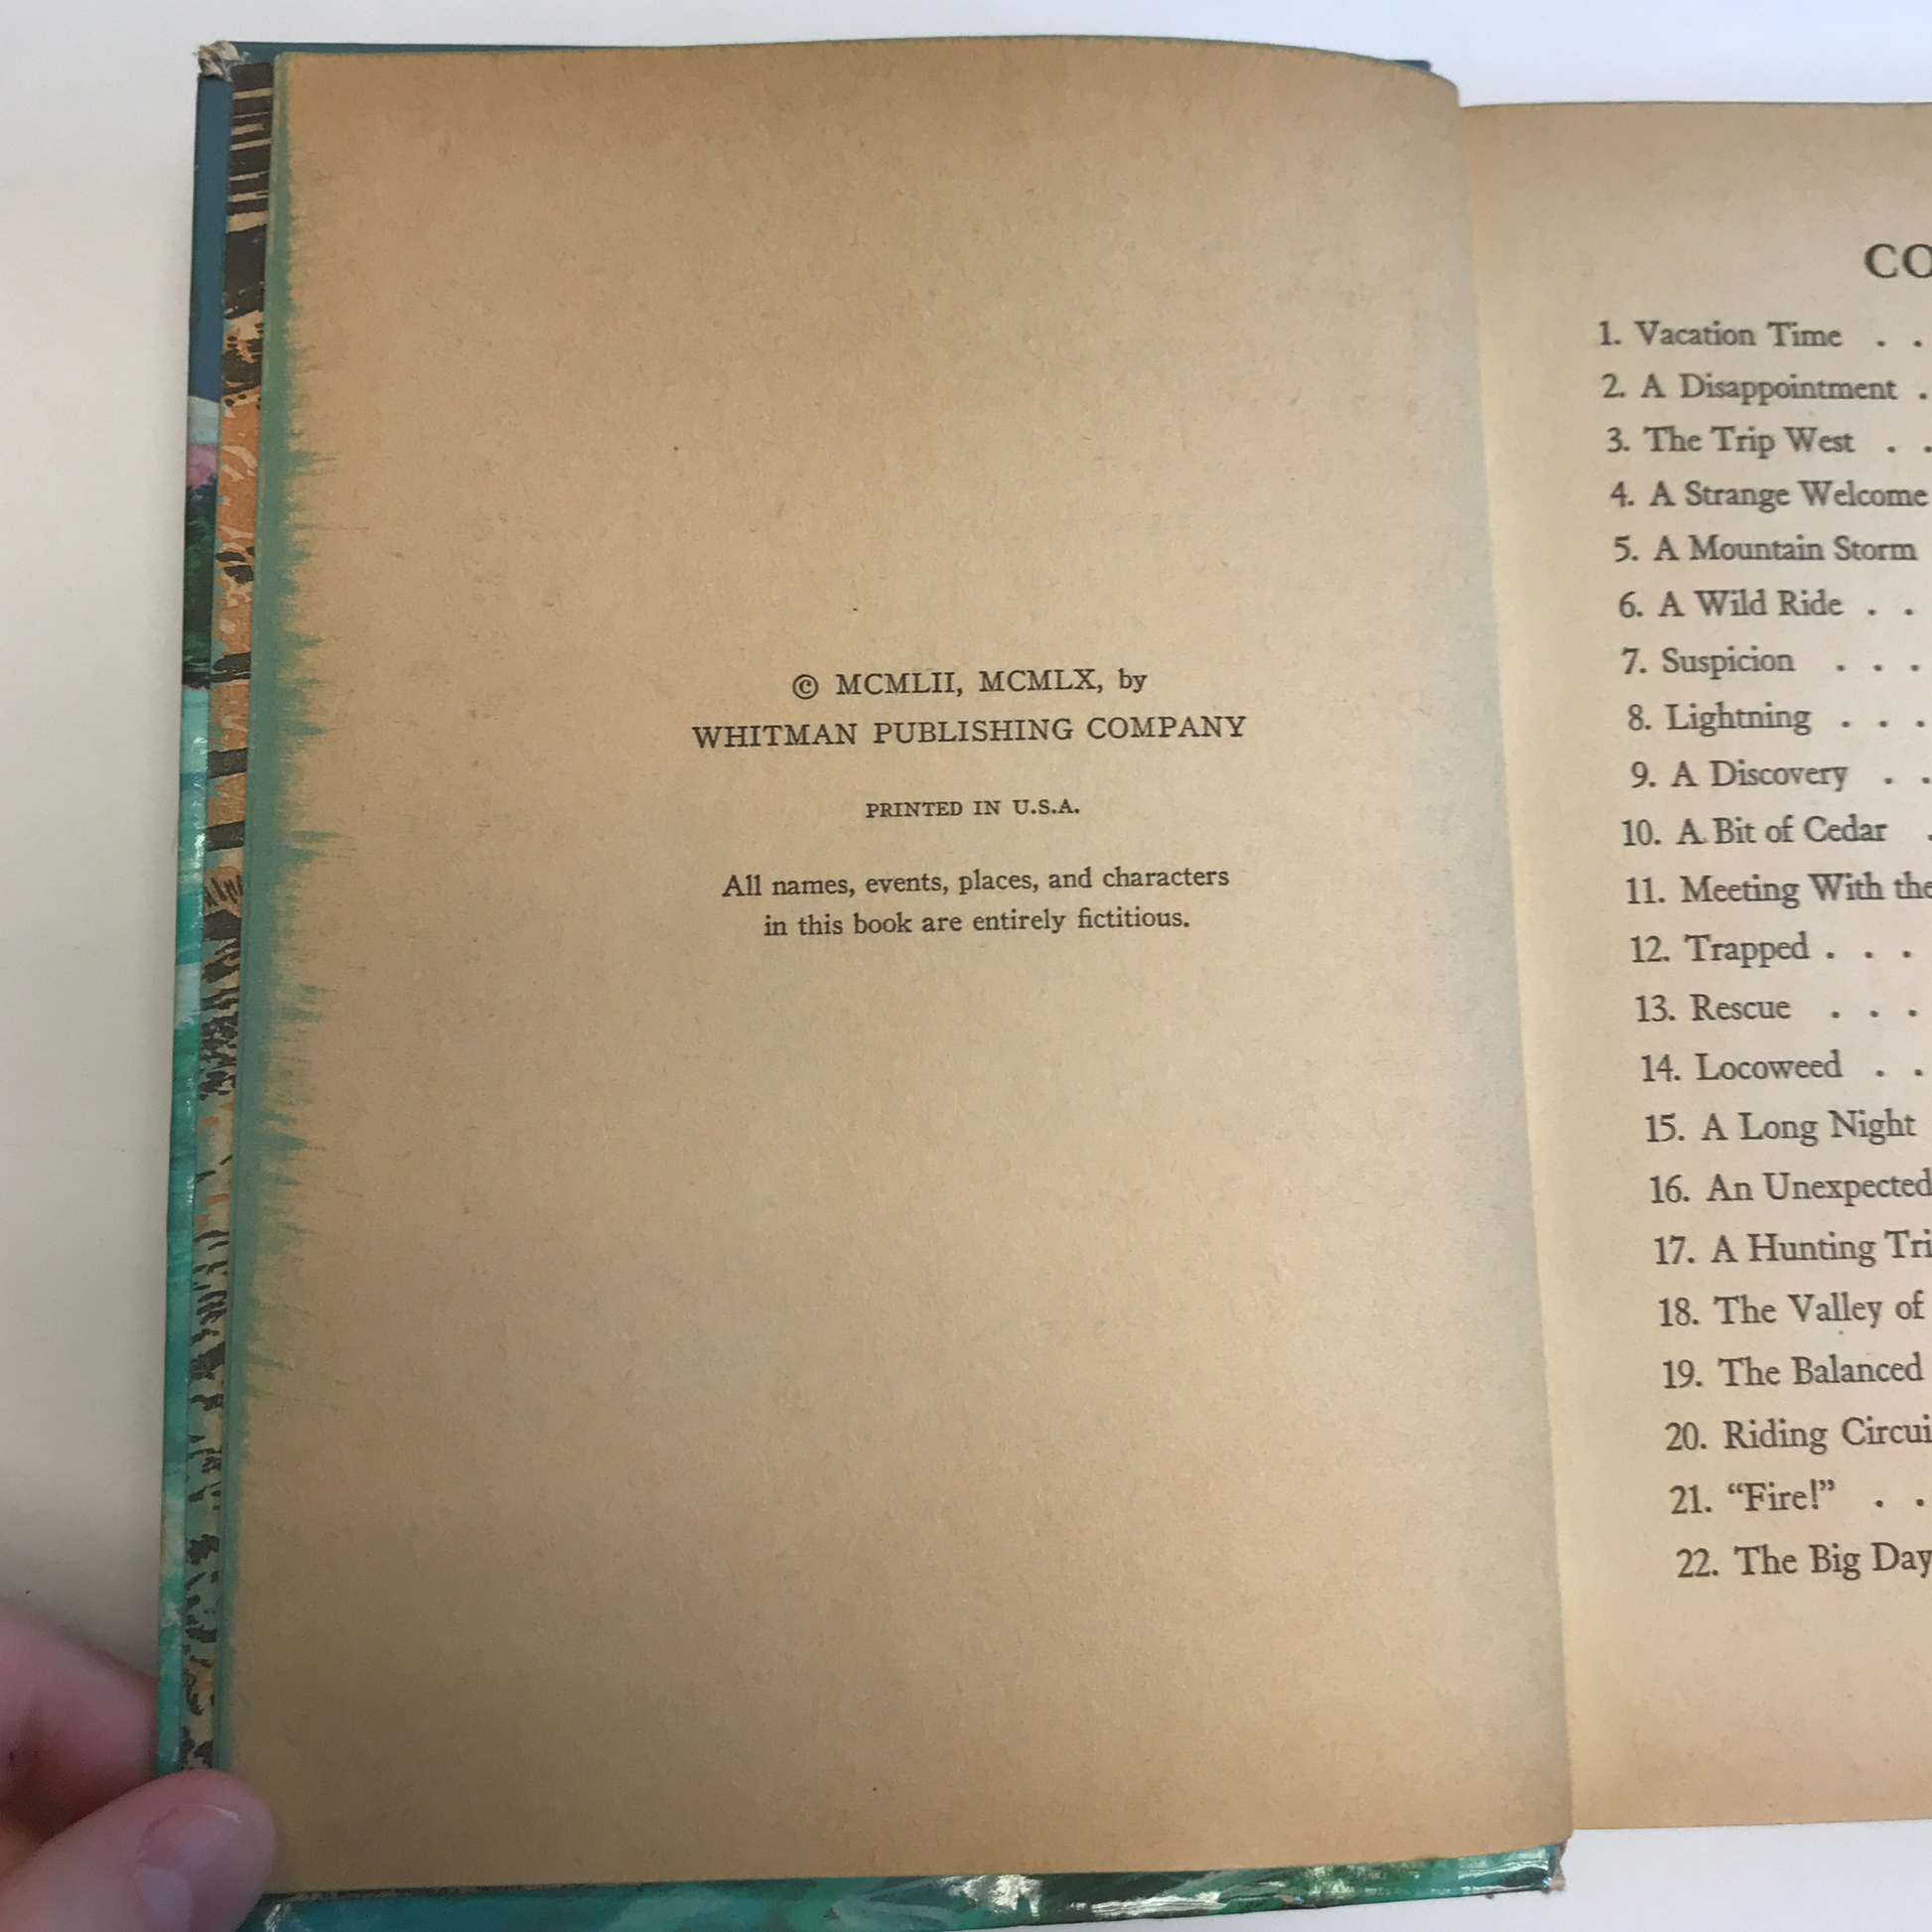 © MCMLII, MCMLX, by
WHITMAN PUBLISHING COMPANY
PRINTED IN U.S.A.
All names, events, places, and characters
in this book are entirely fictitious.
CO
1. Vacation Time . .
2. A Disappointment .
3. The Trip West . .
4. A Strange Welcome
5. A Mountain Storm
6. A Wild Ride . .
7. Suspicion . . .
8. Lightning . . .
9. A Discovery . .
10. A Bit of Cedar .
11. Meeting With the
12. Trapped . . .
13. Rescue . . .
14. Locoweed . .
15. A Long Night
16. An Unexpected
17. A Hunting Tri
18. The Valley of
19. The Balanced
20. Riding Circui
21. “Fire!” . .
22. The Big Day